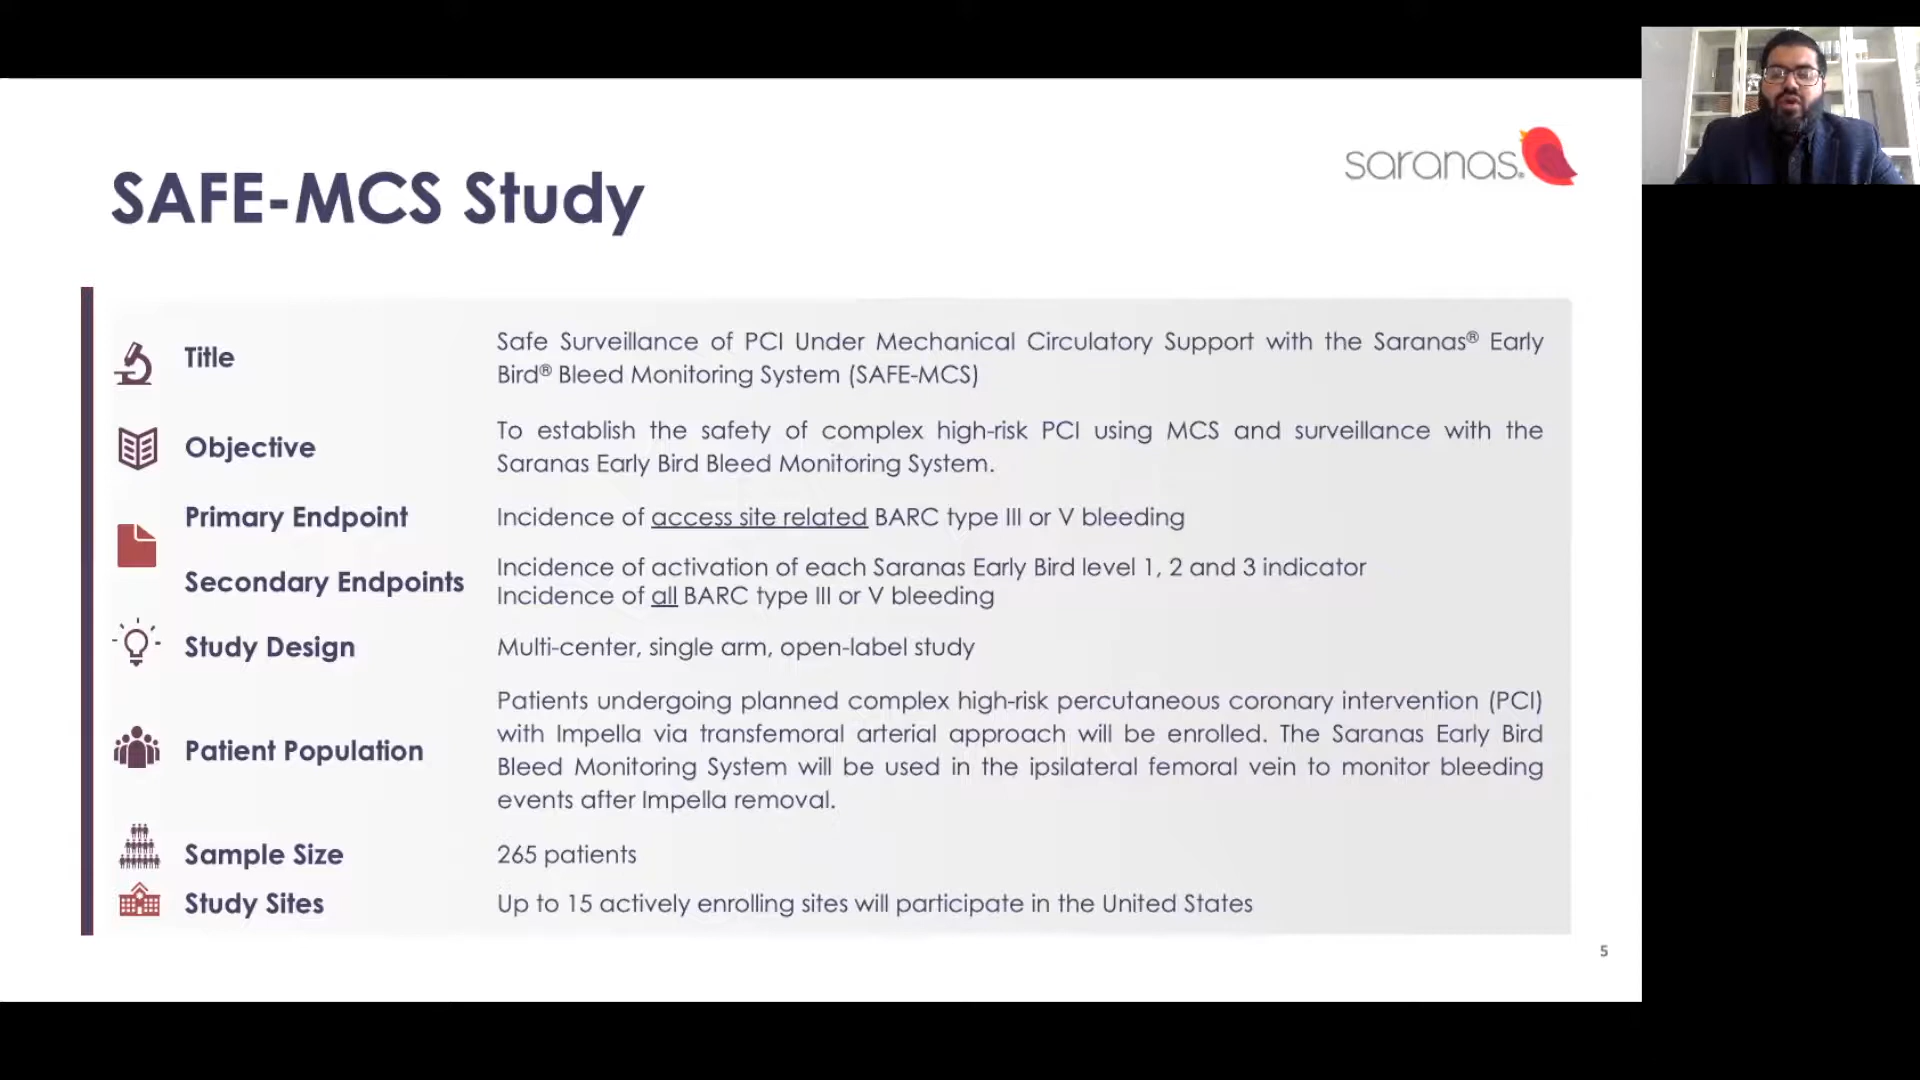 saranas®
SAFE-MCS Study
Title
Safe Surveillance of PCI Under Mechanical Circulatory Support with the Saranas® Early
Bird® Bleed Monitoring System (SAFE-MCS)
Objective
To establish the safety of complex high-risk PCI using MCS and surveillance with the
Saranas Early Bird Bleed Monitoring System.
Primary Endpoint
Incidence of access site related BARC type III or V bleeding
Secondary Endpoints
Incidence of activation of each Saranas Early Bird level 1, 2 and 3 indicator
Incidence of all BARC type III or V bleeding
Study Design
Multi-center, single arm, open-label study
Patient Population
Patients undergoing planned complex high-risk percutaneous coronary intervention (PCI)
with Impella via transfemoral arterial approach will be enrolled. The Saranas Early Bird
Bleed Monitoring System will be used in the ipsilateral femoral vein to monitor bleeding
events after Impella removal.
Sample Size
265 patients
Study Sites
Up to 15 actively enrolling sites will participate in the United States
5